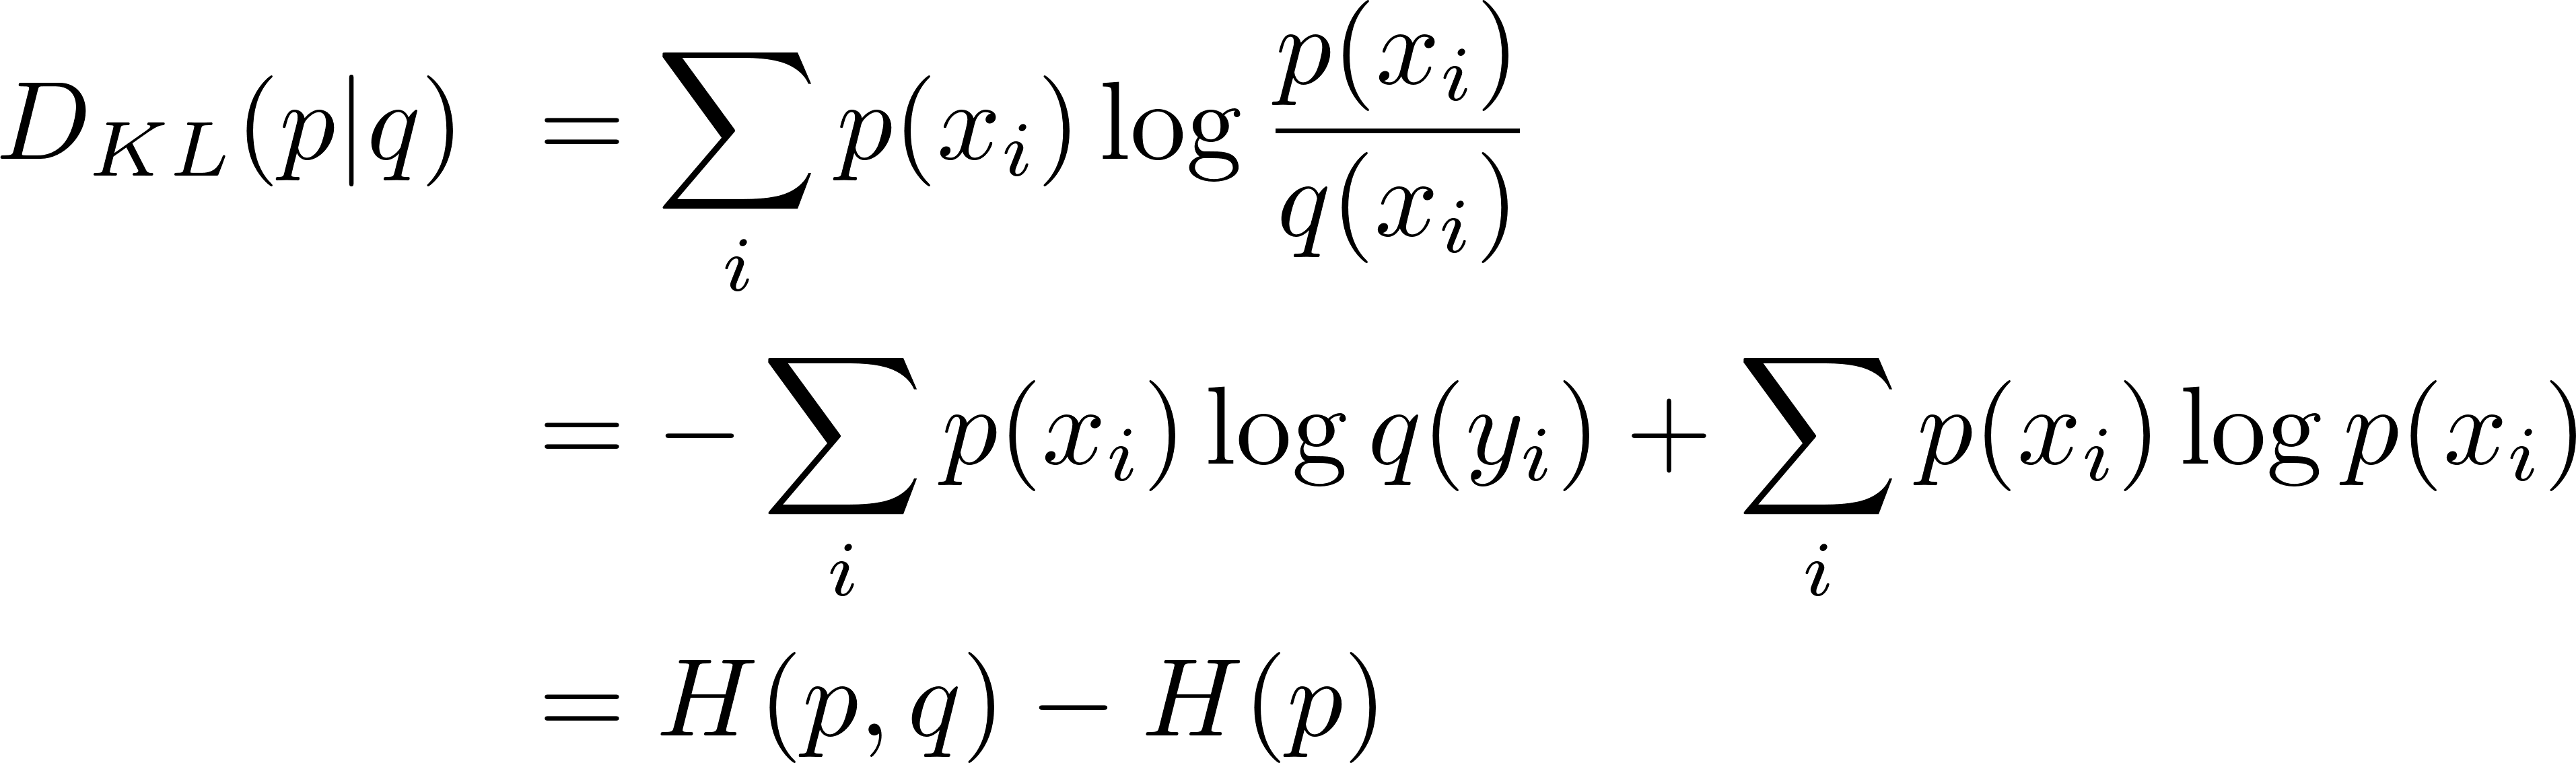 D_{KL}(p|q) = \sum_i p(x_i) \log \frac{p(x_i)}{q(x_i)}
= -\sum_i p(x_i) \log q(y_i) + \sum_i p(x_i) \log p(x_i)
= H(p, q) - H(p)